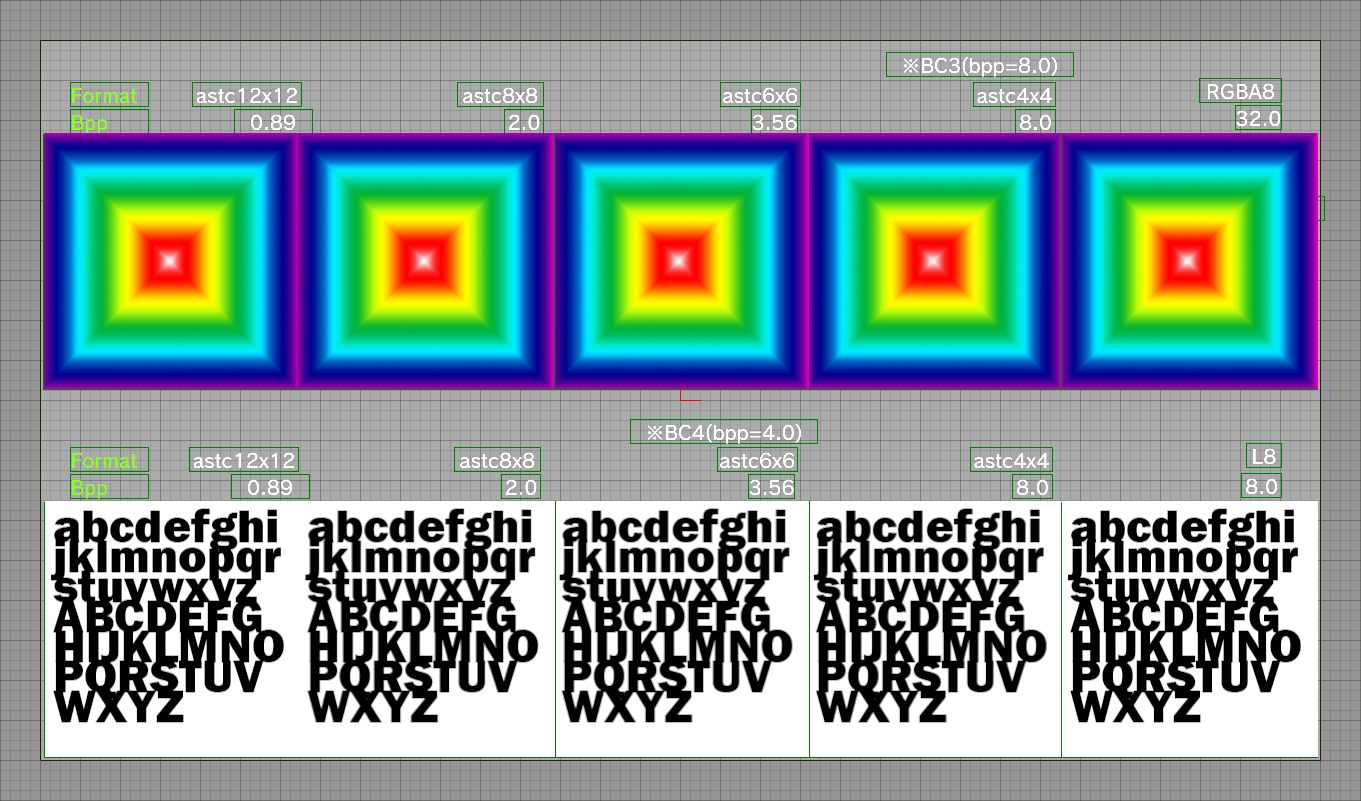 ※BC3(bpp=8.0)
Format astc12x12 astc8x8 astc6x6 astc4x4 RGBA8
Bpp 0.89 2.0 3.56 8.0 32.0
※BC4(bpp=4.0)
Format astc12x12 astc8x8 astc6x6 astc4x4 L8
Bpp 0.89 2.0 3.56 8.0 8.0
abcdefghi abcdefghi abcdefghi abcdefghi abcdefghi
jklmnopqr jklmnopqr jklmnopqr jklmnopqr jklmnopqr
stuvwxyz stuvwxyz stuvwxyz stuvwxyz stuvwxyz
ABCDEFG ABCDEFG ABCDEFG ABCDEFG ABCDEFG
HIJKLMNO HIJKLMNO HIJKLMNO HIJKLMNO HIJKLMNO
PQRSTUV PQRSTUV PQRSTUV PQRSTUV PQRSTUV
WXYZ WXYZ WXYZ WXYZ WXYZ